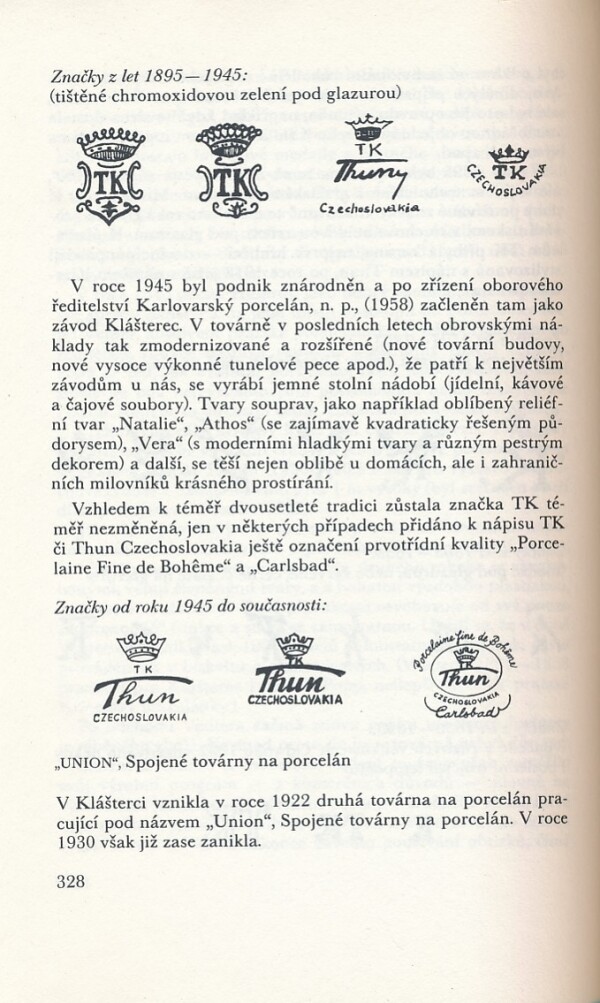 Značky z let 1895—1945:
(tištěné chromoxidovou zelení pod glazurou)
TK
TK
TK
Thuny
Czechoslovakia
TK
CZECHOSLOVAKIA
V roce 1945 byl podnik znárodněn a po zřízení oborového
ředitelství Karlovarský porcelán, n. p., (1958) začleněn tam jako
závod Klášterec. V továrně v posledních letech obrovskými ná-
klady tak zmodernizované a rozšířené (nové tovární budovy,
nové vysoce výkonné tunelové pece apod.), že patří k největším
závodům u nás, se vyrábí jemné stolní nádobí (jídelní, kávové
a čajové soubory). Tvary souprav, jako například oblíbený reliéf-
ní tvar „Natalie“, „Athos“ (se zajímavě kvadraticky řešeným pů-
dorysem), „Vera“ (s moderními hladkými tvary a různým pestrým
dekorem) a další, se těší nejen oblibě u domácích, ale i zahranič-
ních milovníků krásného prostírání.
Vzhledem k téměř dvousetleté tradici zůstala značka TK té-
měř nezměněná, jen v některých případech přidáno k nápisu TK
či Thun Czechoslovakia ještě označení prvotřídní kvality „Porce-
laine Fine de Bohême“ a „Carlsbad“.
Značky od roku 1945 do současnosti:
TK
Thun
CZECHOSLOVAKIA
TK
Thun
CZECHOSLOVAKIA
Porcelaine fine de Bohême
TK
Thun
CZECHOSLOVAKIA
Carlsbad
„UNION“, Spojené továrny na porcelán
V Klášterci vznikla v roce 1922 druhá továrna na porcelán pra-
cující pod názvem „Union“, Spojené továrny na porcelán. V roce
1930 však již zase zanikla.
328